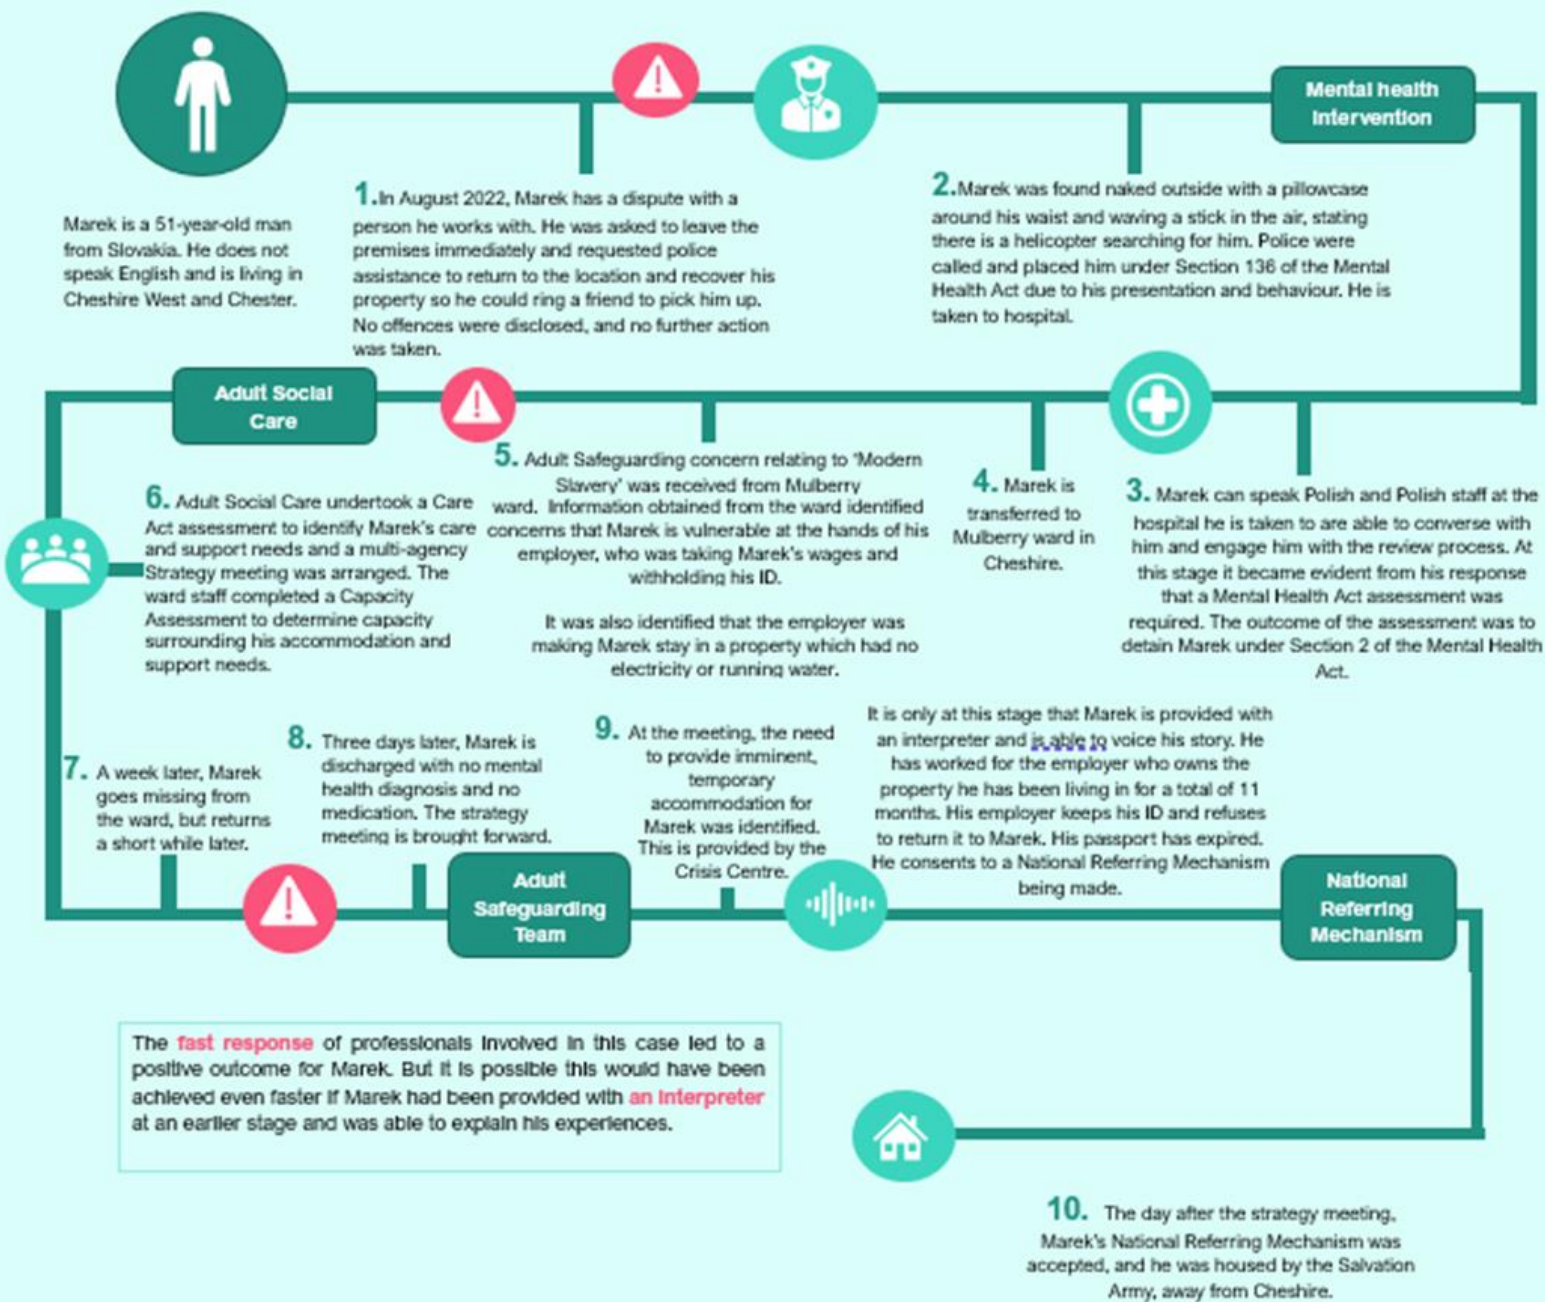 Mental health
Intervention
Marek is a 51-year-old man
from Slovakia. He does not
speak English and is living in
Cheshire West and Chester.
1.In August 2022, Marek has a dispute with a
person he works with. He was asked to leave the
premises immediately and requested police
assistance to return to the location and recover his
property so he could ring a friend to pick him up.
No offences were disclosed, and no further action
was taken.
2.Marek was found naked outside with a pillowcase
around his waist and waving a stick in the air, stating
there is a helicopter searching for him. Police were
called and placed him under Section 136 of the Mental
Health Act due to his presentation and behaviour. He is
taken to hospital.
3. Marek can speak Polish and Polish staff at the
hospital he is taken to are able to converse with
him and engage him with the review process. At
this stage it became evident from his response
that a Mental Health Act assessment was
required. The outcome of the assessment was to
detain Marek under Section 2 of the Mental Health
Act.
4. Marek is
transferred to
Mulberry ward in
Cheshire.
5. Adult Safeguarding concern relating to 'Modern
Slavery' was received from Mulberry
ward. Information obtained from the ward identified
concerns that Marek is vulnerable at the hands of his
employer, who was taking Marek's wages and
withholding his ID.
It was also identified that the employer was
making Marek stay in a property which had no
electricity or running water.
Adult Social
Care
6. Adult Social Care undertook a Care
Act assessment to identify Marek's care
and support needs and a multi-agency
Strategy meeting was arranged. The
ward staff completed a Capacity
Assessment to determine capacity
surrounding his accommodation and
support needs.
7. A week later, Marek
goes missing from
the ward, but returns
a short while later.
8. Three days later, Marek is
discharged with no mental
health diagnosis and no
medication. The strategy
meeting is brought forward.
Adult
Safeguarding
Team
9. At the meeting, the need
to provide imminent,
temporary
accommodation for
Marek was identified.
This is provided by the
Crisis Centre.
It is only at this stage that Marek is provided with
an interpreter and is able to voice his story. He
has worked for the employer who owns the
property he has been living in for a total of 11
months. His employer keeps his ID and refuses
to return it to Marek. His passport has expired.
He consents to a National Referring Mechanism
being made.
National
Referring
Mechanism
The fast response of professionals involved in this case led to a
positive outcome for Marek. But it is possible this would have been
achieved even faster if Marek had been provided with an interpreter
at an earlier stage and was able to explain his experiences.
10. The day after the strategy meeting,
Marek's National Referring Mechanism was
accepted, and he was housed by the Salvation
Army, away from Cheshire.